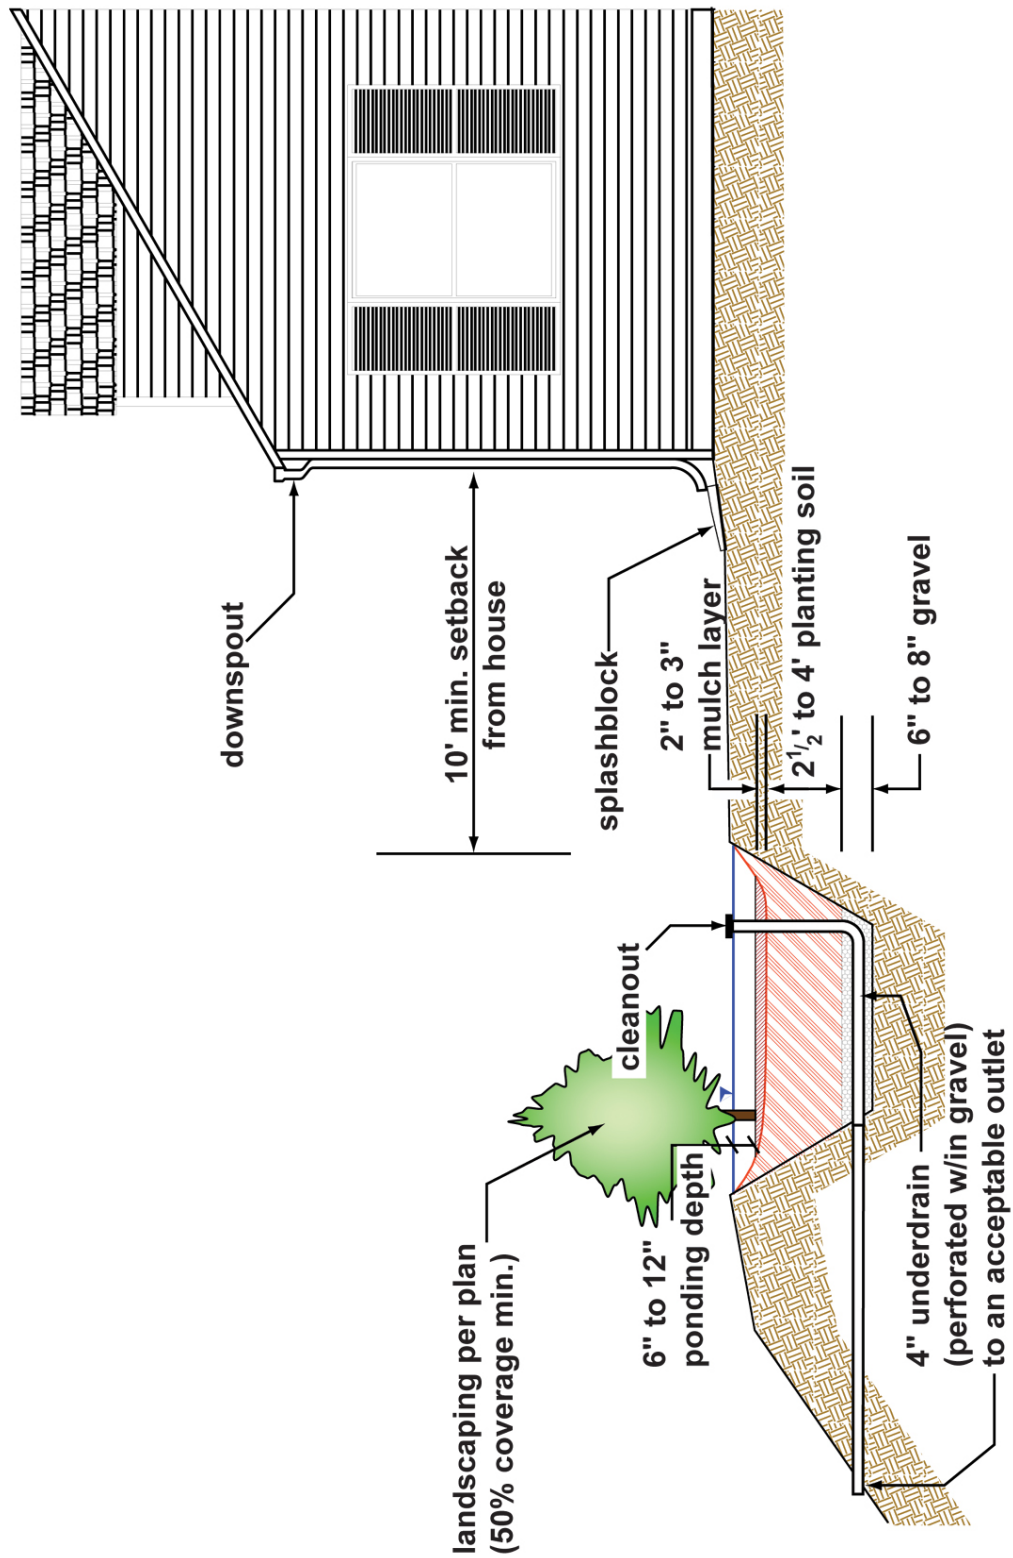 landscaping per plan
(50% coverage min.)
6" to 12"
ponding depth
cleanout
4" underdrain
(perforated w/in gravel)
to an acceptable outlet
downspout
10' min. setback
from house
splashblock
2" to 3"
mulch layer
2 1/2' to 4' planting soil
6" to 8" gravel